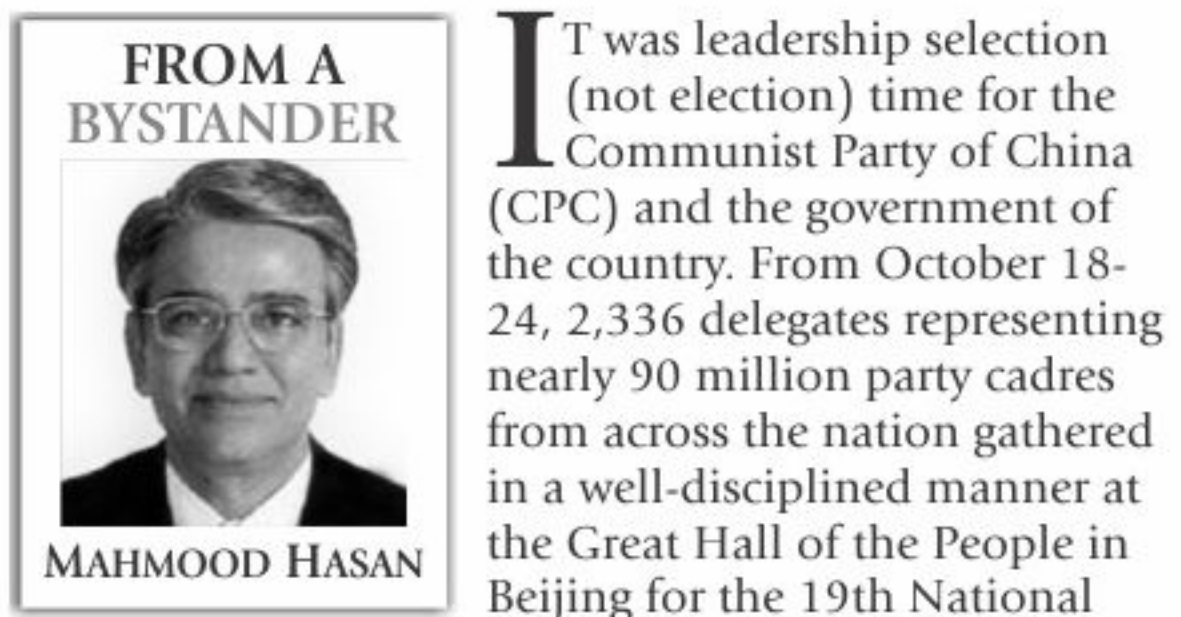 FROM A
BYSTANDER
MAHMOOD HASAN
IT was leadership selection
(not election) time for the
Communist Party of China
(CPC) and the government of
the country. From October 18-
24, 2,336 delegates representing
nearly 90 million party cadres
from across the nation gathered
in a well-disciplined manner at
the Great Hall of the People in
Beijing for the 19th National